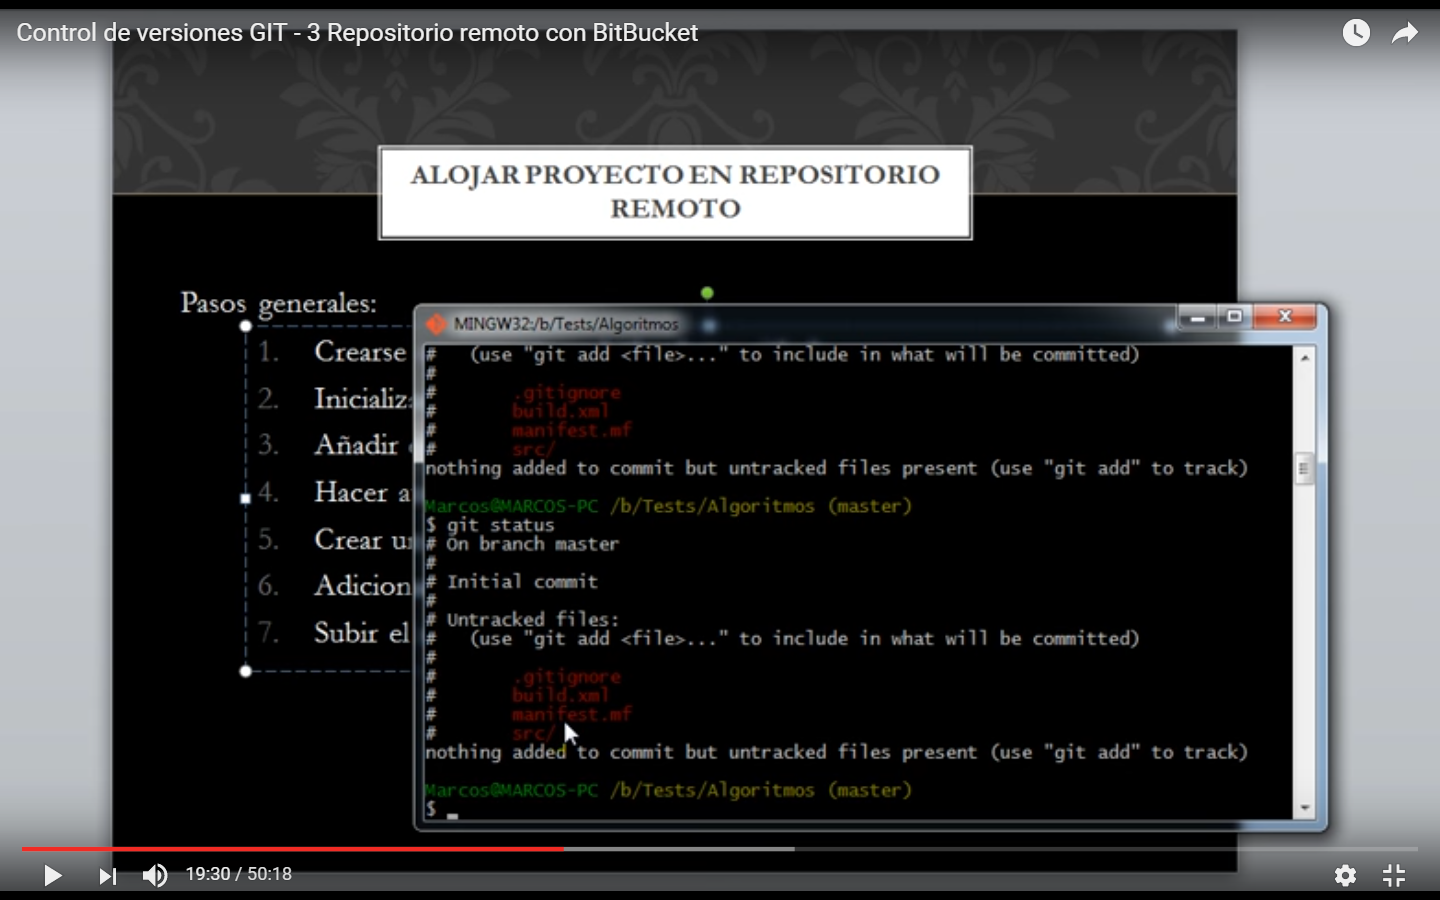 Control de versiones GIT - 3 Repositorio remoto con BitBucket
ALOJAR PROYECTO EN REPOSITORIO
REMOTO
Pasos generales:
1. Crearse
2. Inicializ
3. Añadir
4. Hacer a
5. Crear u
6. Adicion
7. Subir el
MINGW32:/b/Tests/Algoritmos
#   (use "git add <file>..." to include in what will be committed)
#
#       .gitignore
#       build.xml
#       manifest.mf
#       src/
nothing added to commit but untracked files present (use "git add" to track)
Marcos@MARCOS-PC /b/Tests/Algoritmos (master)
$ git status
# On branch master
#
# Initial commit
#
# Untracked files:
#   (use "git add <file>..." to include in what will be committed)
#
#       .gitignore
#       build.xml
#       manifest.mf
#       src/
nothing added to commit but untracked files present (use "git add" to track)
Marcos@MARCOS-PC /b/Tests/Algoritmos (master)
$ _
19:30 / 50:18